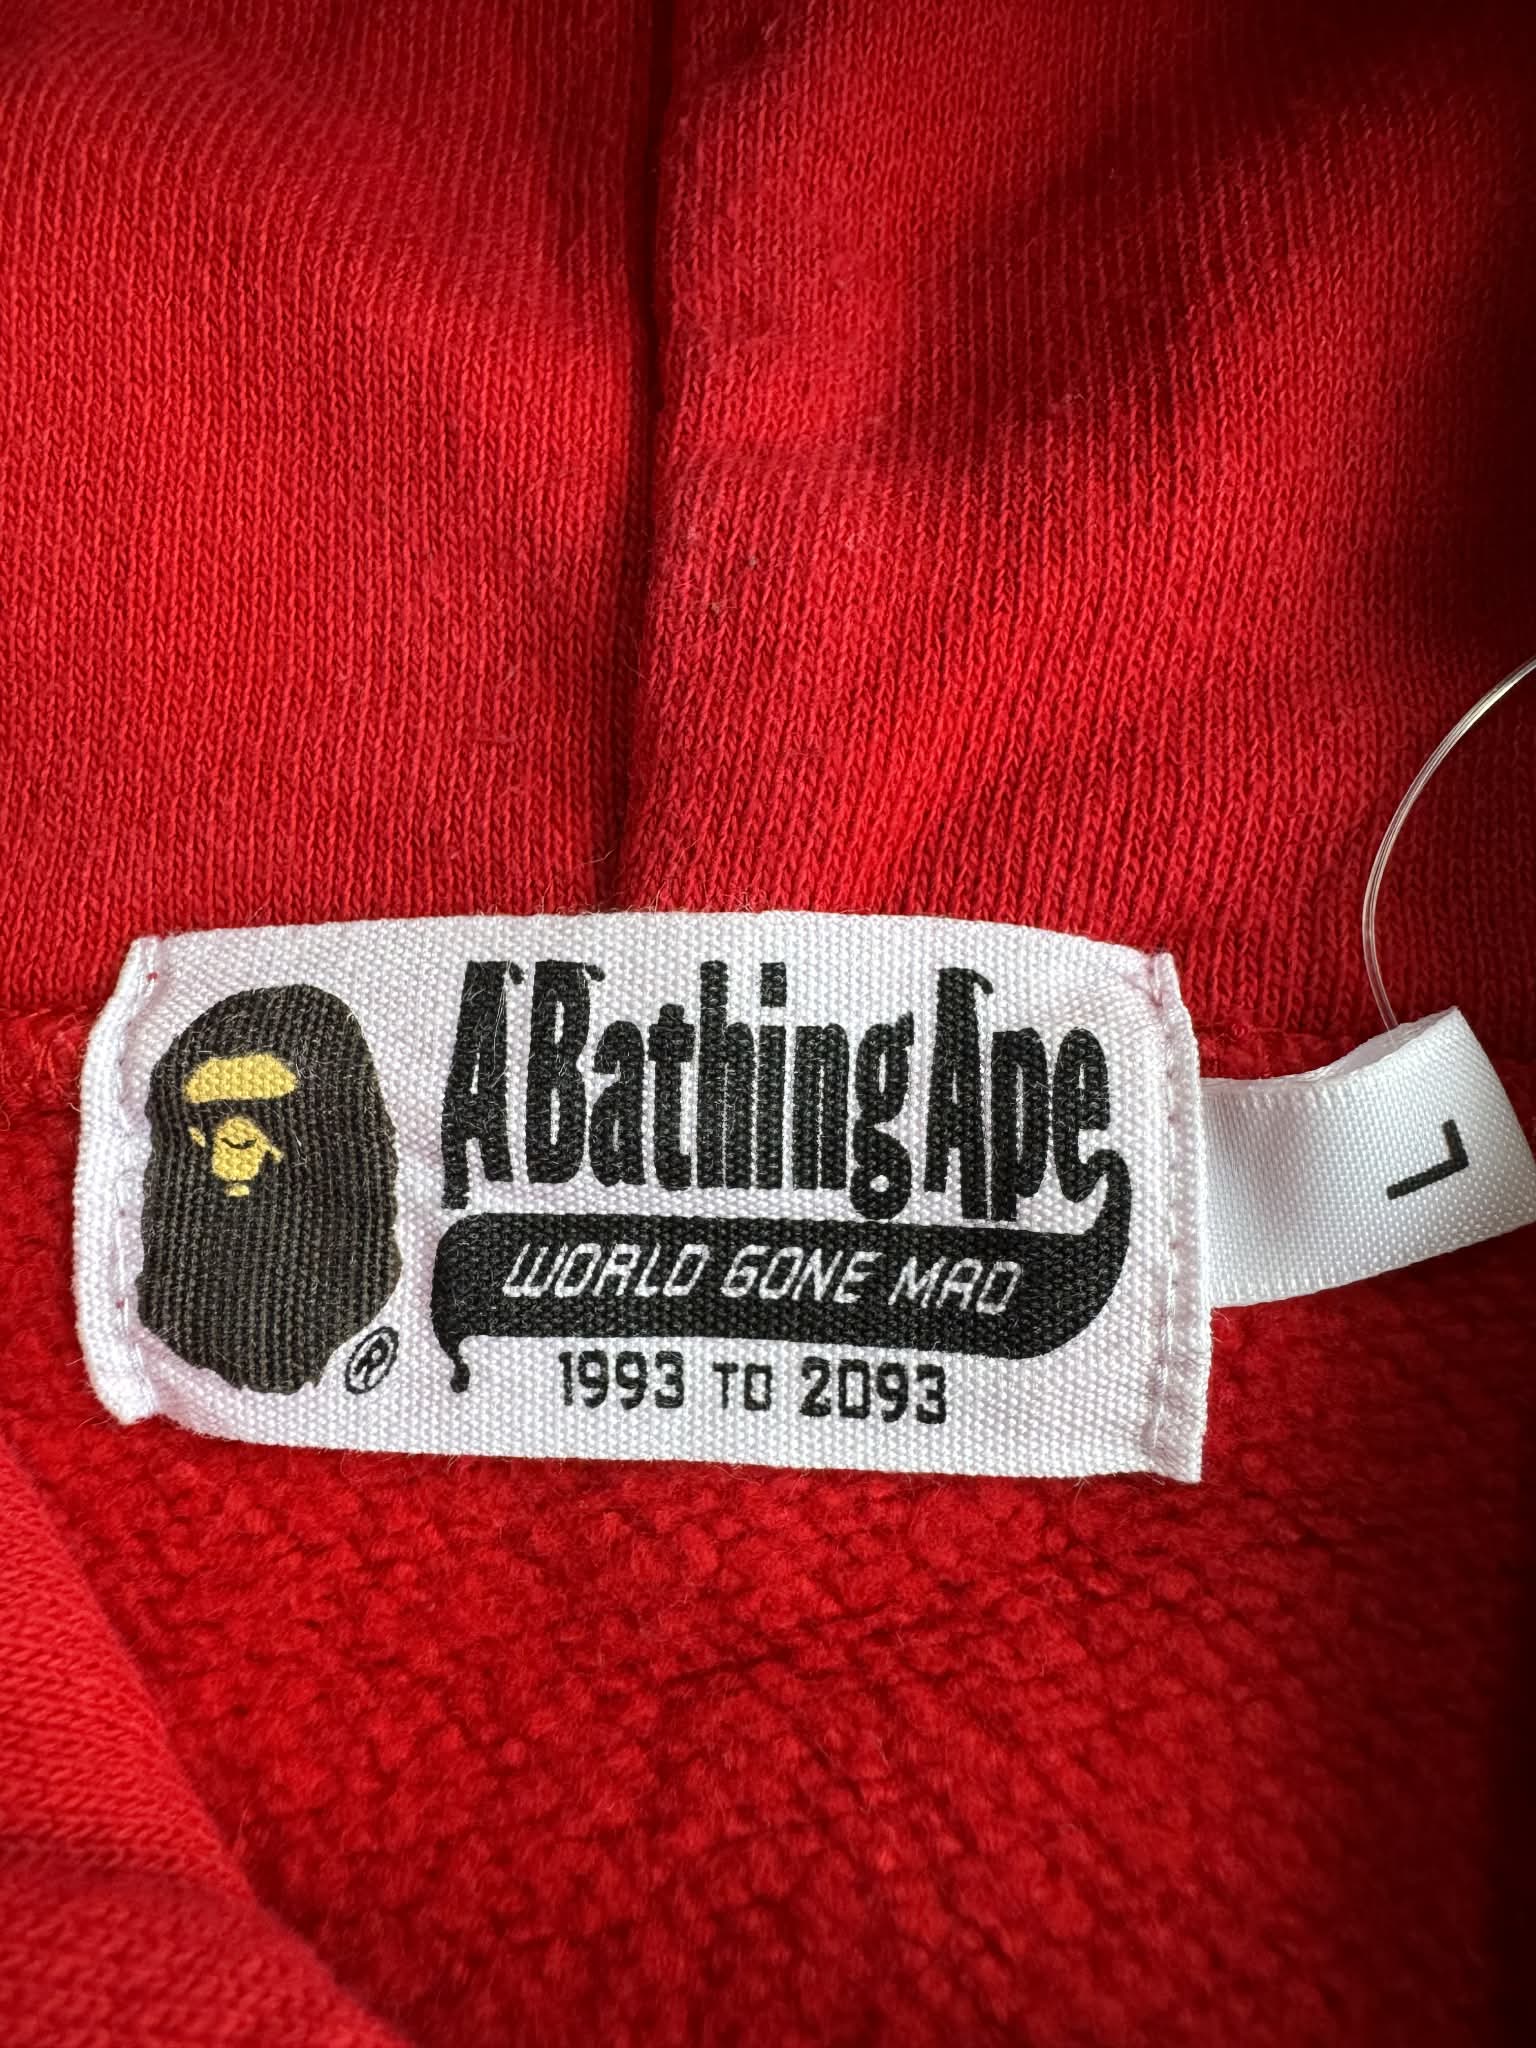 A Bathing Ape
WORLD GONE MAD
®
1993 TO 2093
L